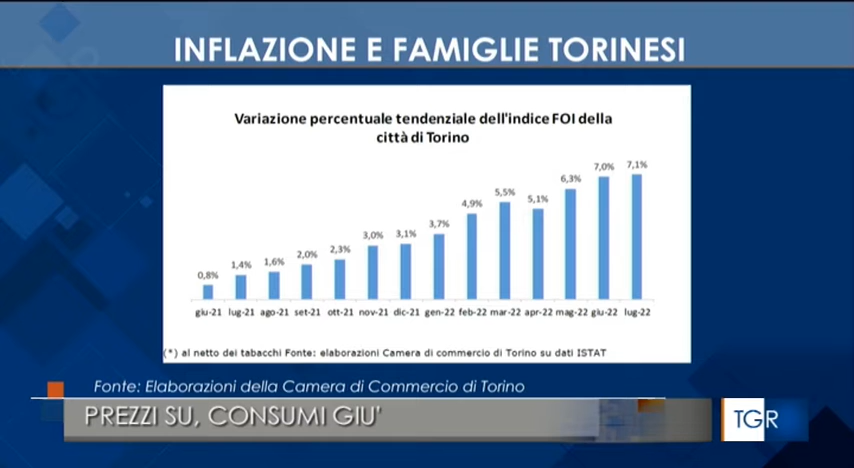 INFLAZIONE E FAMIGLIE TORINESI
Variazione percentuale tendenziale dell'indice FOI della
città di Torino
0,8% 1,4% 1,6% 2,0% 2,3% 3,0% 3,1% 3,7% 4,9% 5,5% 5,1% 6,3% 7,0% 7,1%
giu-21 lug-21 ago-21 set-21 ott-21 nov-21 dic-21 gen-22 feb-22 mar-22 apr-22 mag-22 giu-22 lug-22
(*) al netto dei tabacchi Fonte: elaborazioni Camera di commercio di Torino su dati ISTAT
Fonte: Elaborazioni della Camera di Commercio di Torino
PREZZI SU, CONSUMI GIU'
TGR